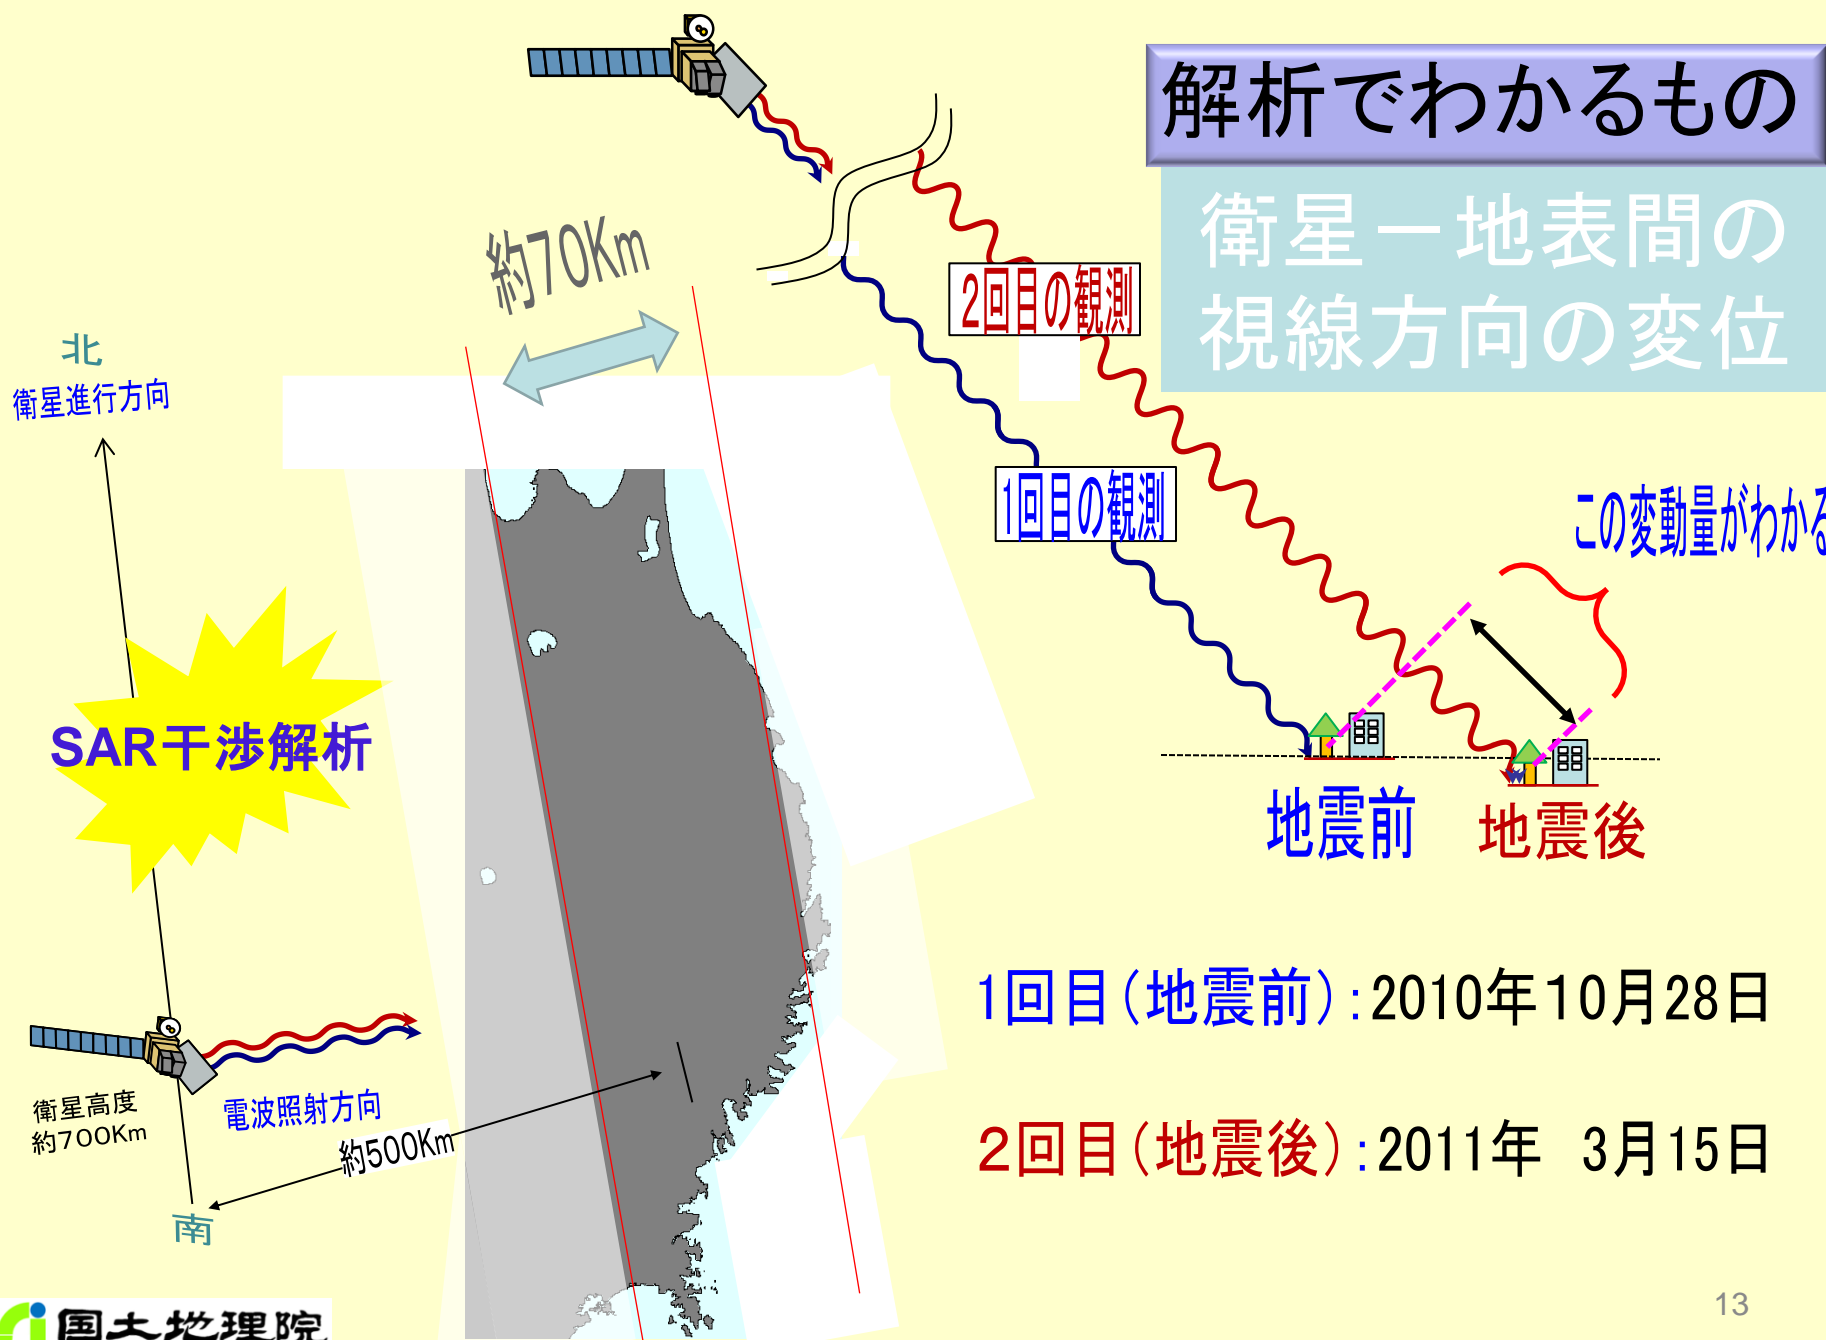 解析でわかるもの
衛星－地表間の
視線方向の変位
約70Km
2回目の観測
北
衛星進行方向
1回目の観測
この変動量がわかる
SAR干渉解析
地震前
地震後
1回目(地震前):2010年10月28日
衛星高度
約700Km
電波照射方向
約500Km
2回目(地震後):2011年 3月15日
南
国土地理院
13